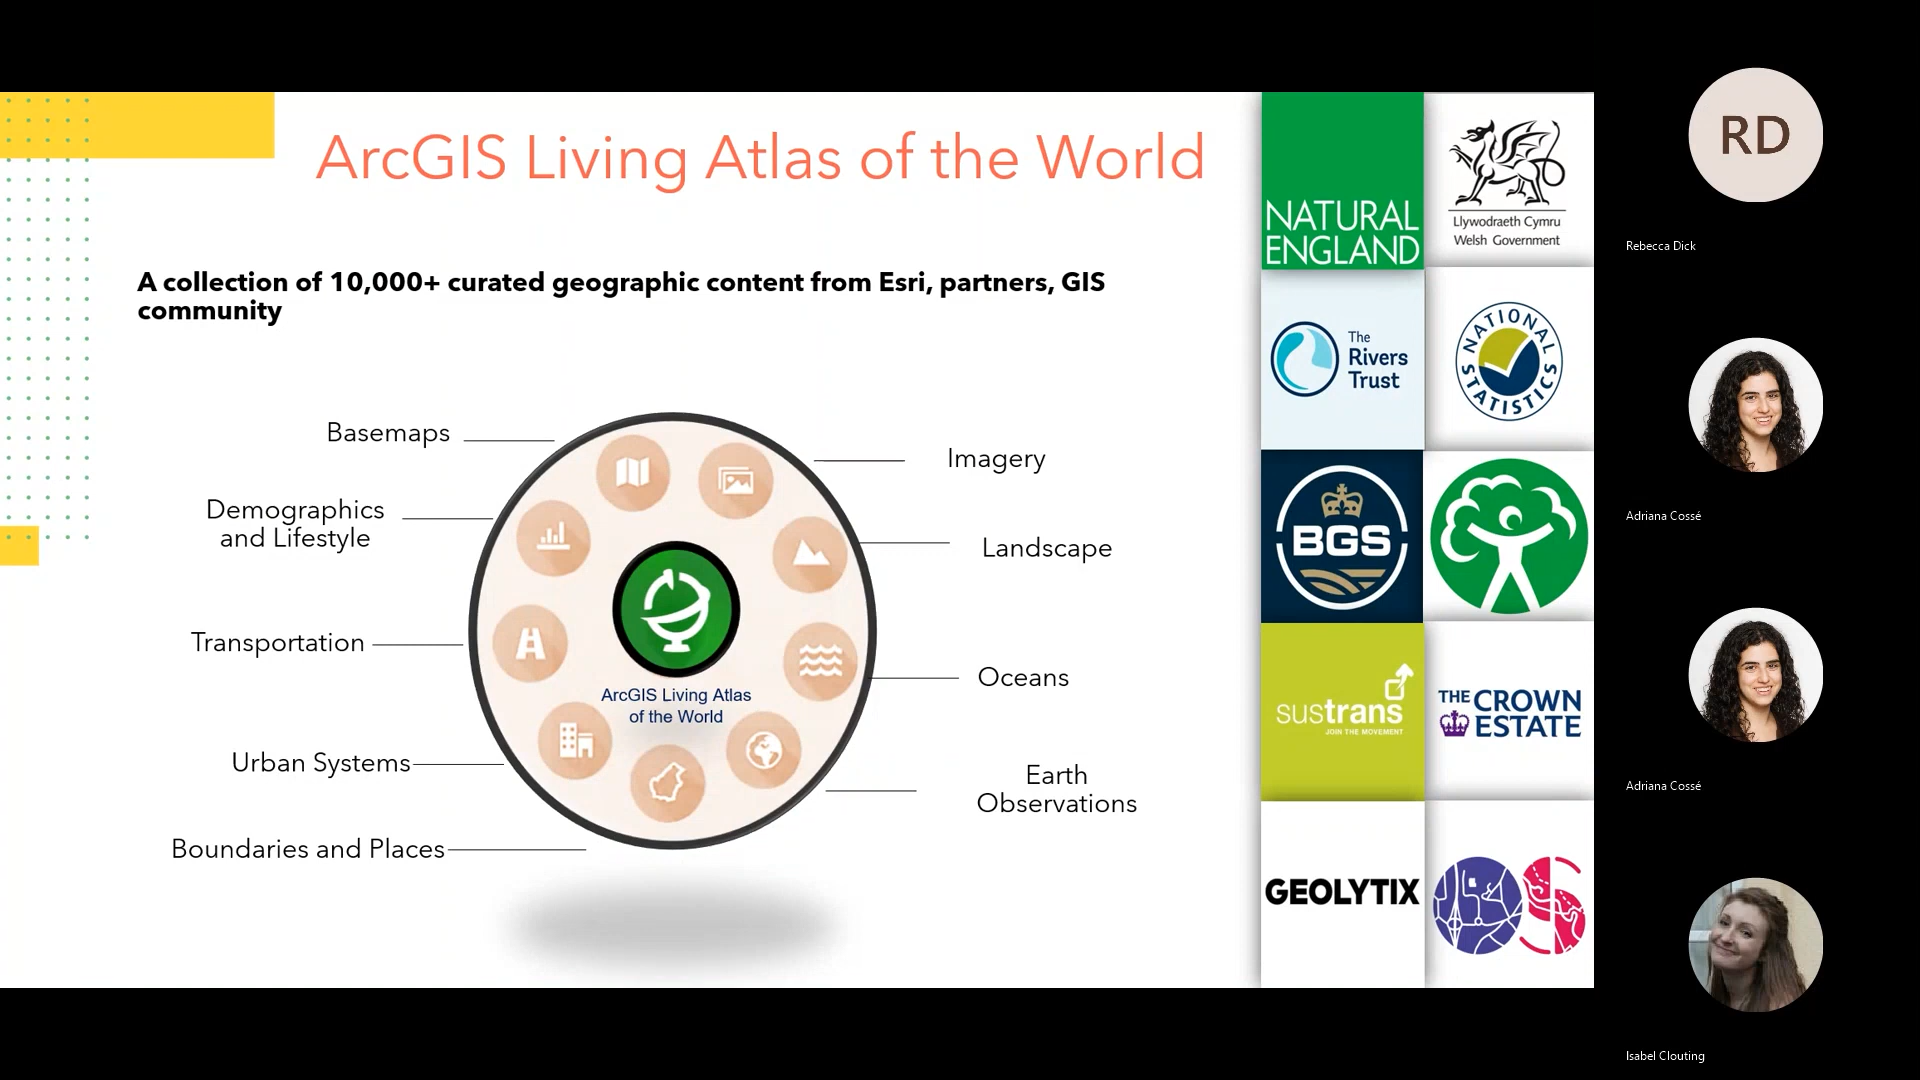 ArcGIS Living Atlas of the World
A collection of 10,000+ curated geographic content from Esri, partners, GIS
community
Basemaps
Demographics
and Lifestyle
Transportation
Urban Systems
Boundaries and Places
Imagery
Landscape
Oceans
Earth
Observations
ArcGIS Living Atlas
of the World
NATURAL
ENGLAND
Llywodraeth Cymru
Welsh Government
The
Rivers
Trust
NATIONAL
STATISTICS
BGS
sustrans
JOIN THE MOVEMENT
THE CROWN
ESTATE
GEOLYTIX
OS
RD
Rebecca Dick
Adriana Cossé
Adriana Cossé
Isabel Clouting